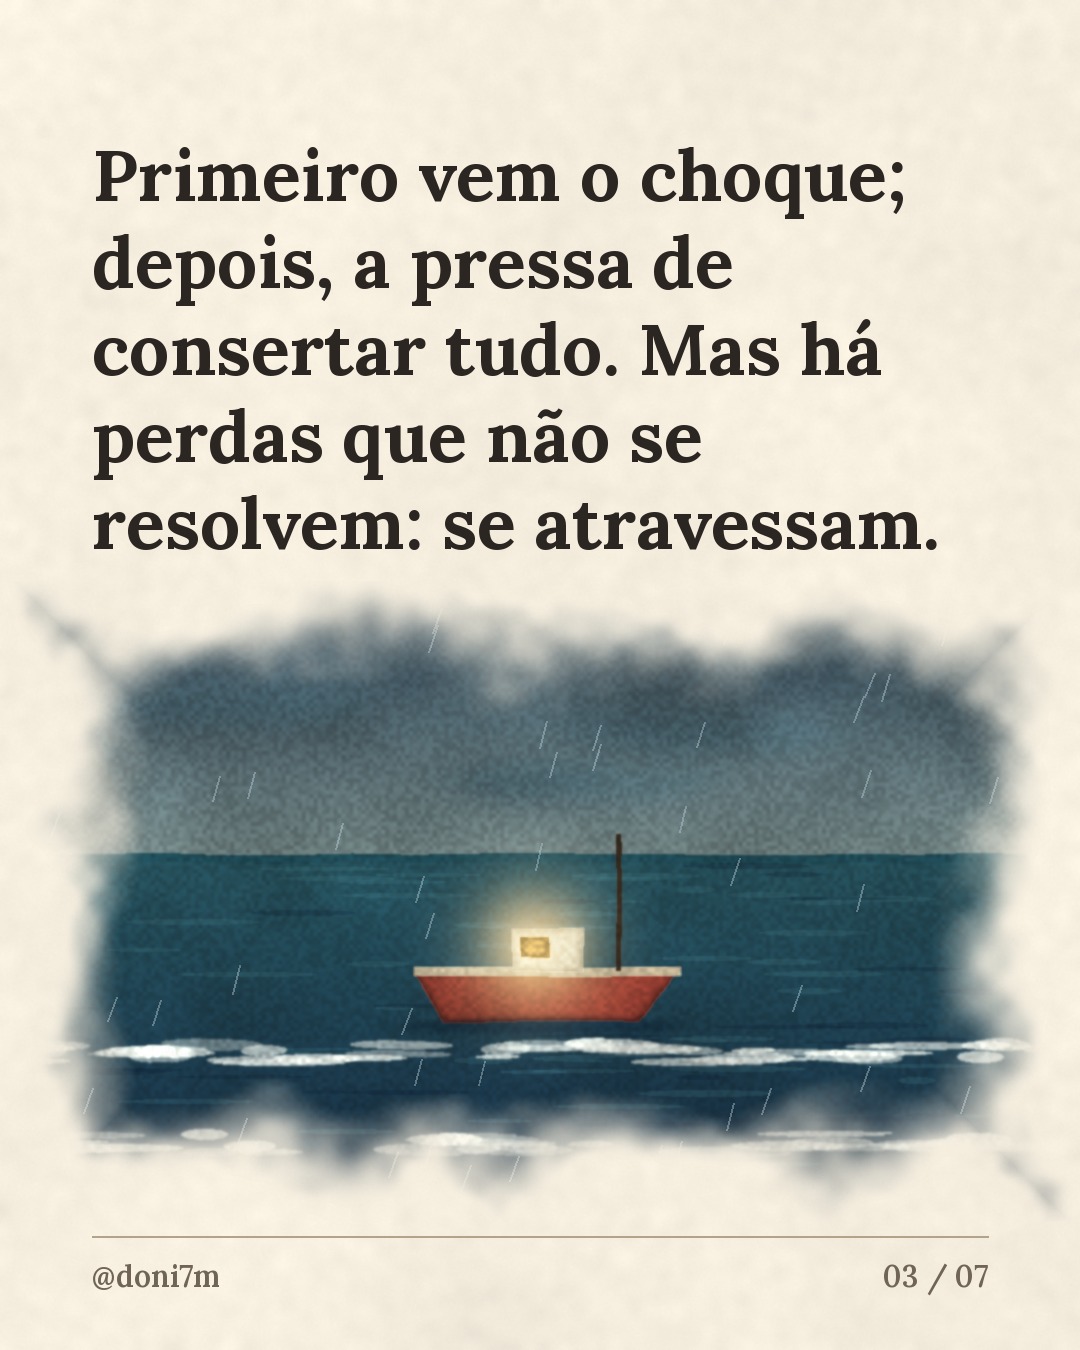 Primeiro vem o choque;
depois, a pressa de
consertar tudo. Mas há
perdas que não se
resolvem: se atravessam.
@doni7m
03 / 07